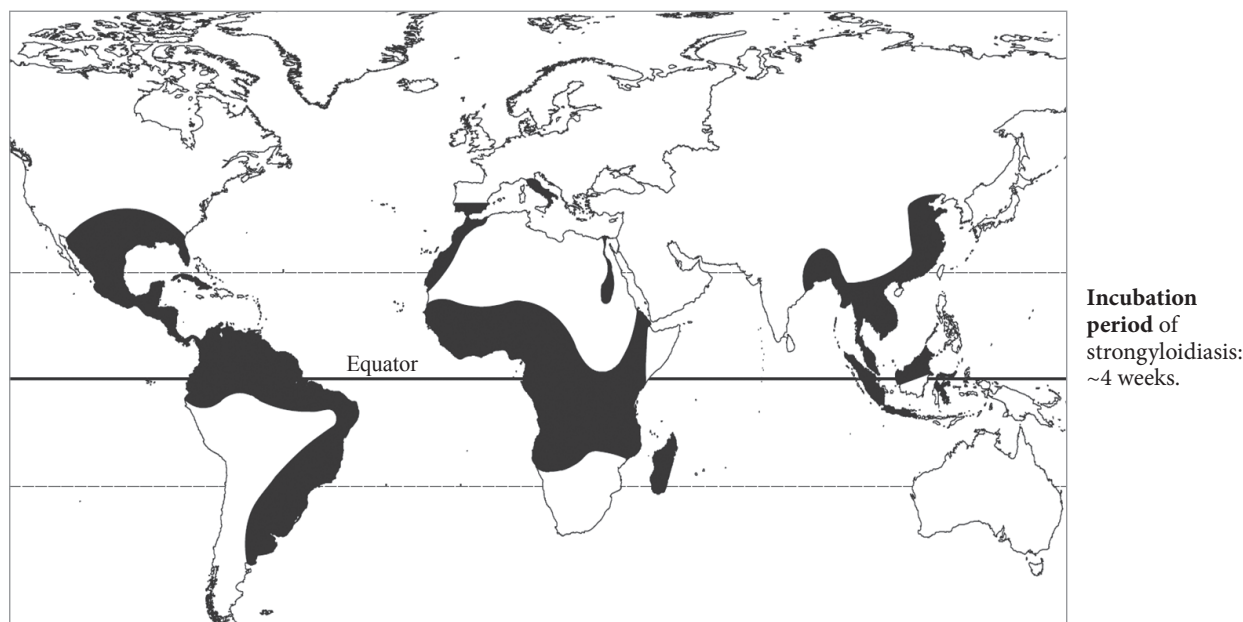 Equator
Incubation
period of
strongyloidiasis:
~4 weeks.